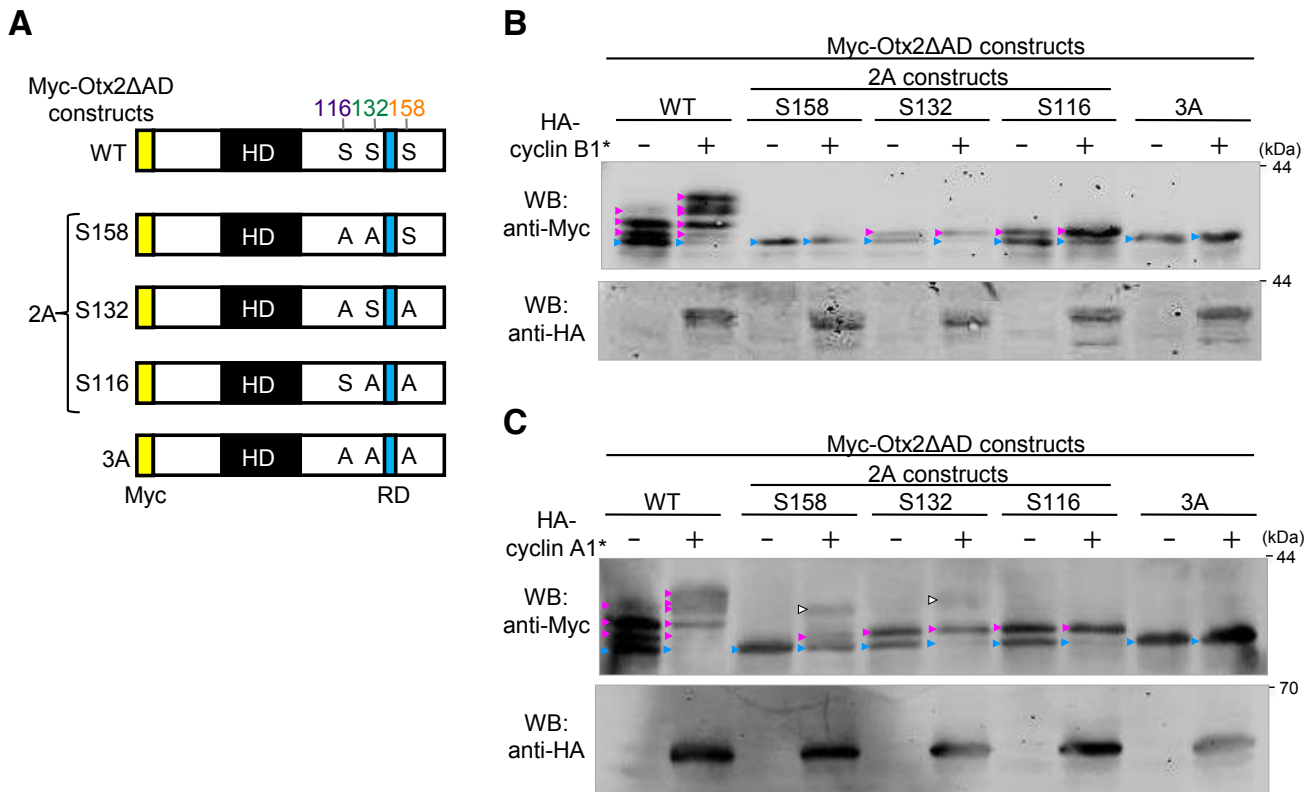 A
Myc-Otx2ΔAD
constructs
116 132 158
WT HD S S S
S158 HD A A S
2A
S132 HD A S A
S116 HD S A A
3A HD A A A
Myc RD
B
Myc-Otx2ΔAD constructs
2A constructs
WT S158 S132 S116 3A
HA-
cyclin B1* – + – + – + – + – + (kDa)
44
WB:
anti-Myc
44
WB:
anti-HA
C
Myc-Otx2ΔAD constructs
2A constructs
WT S158 S132 S116 3A
HA-
cyclin A1* – + – + – + – + – + (kDa)
44
WB:
anti-Myc
70
WB:
anti-HA